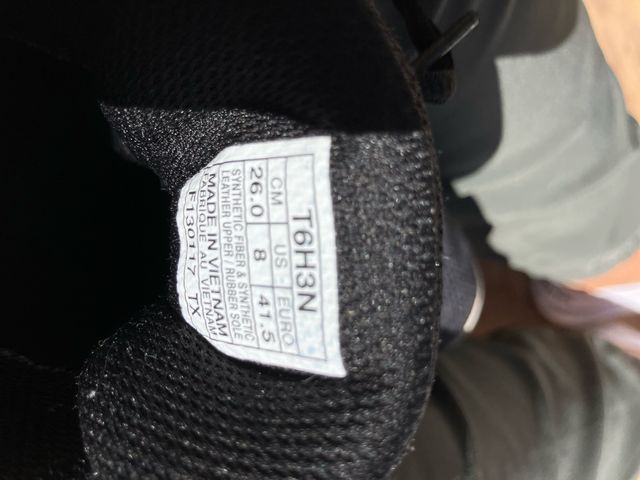 T6H3N
CM US EURO
26.0 8 41.5
SYNTHETIC FIBER & SYNTHETIC
LEATHER UPPER / RUBBER SOLE
MADE IN VIETNAM
FABRIQUÉ AU VIETNAM
F130117 TX